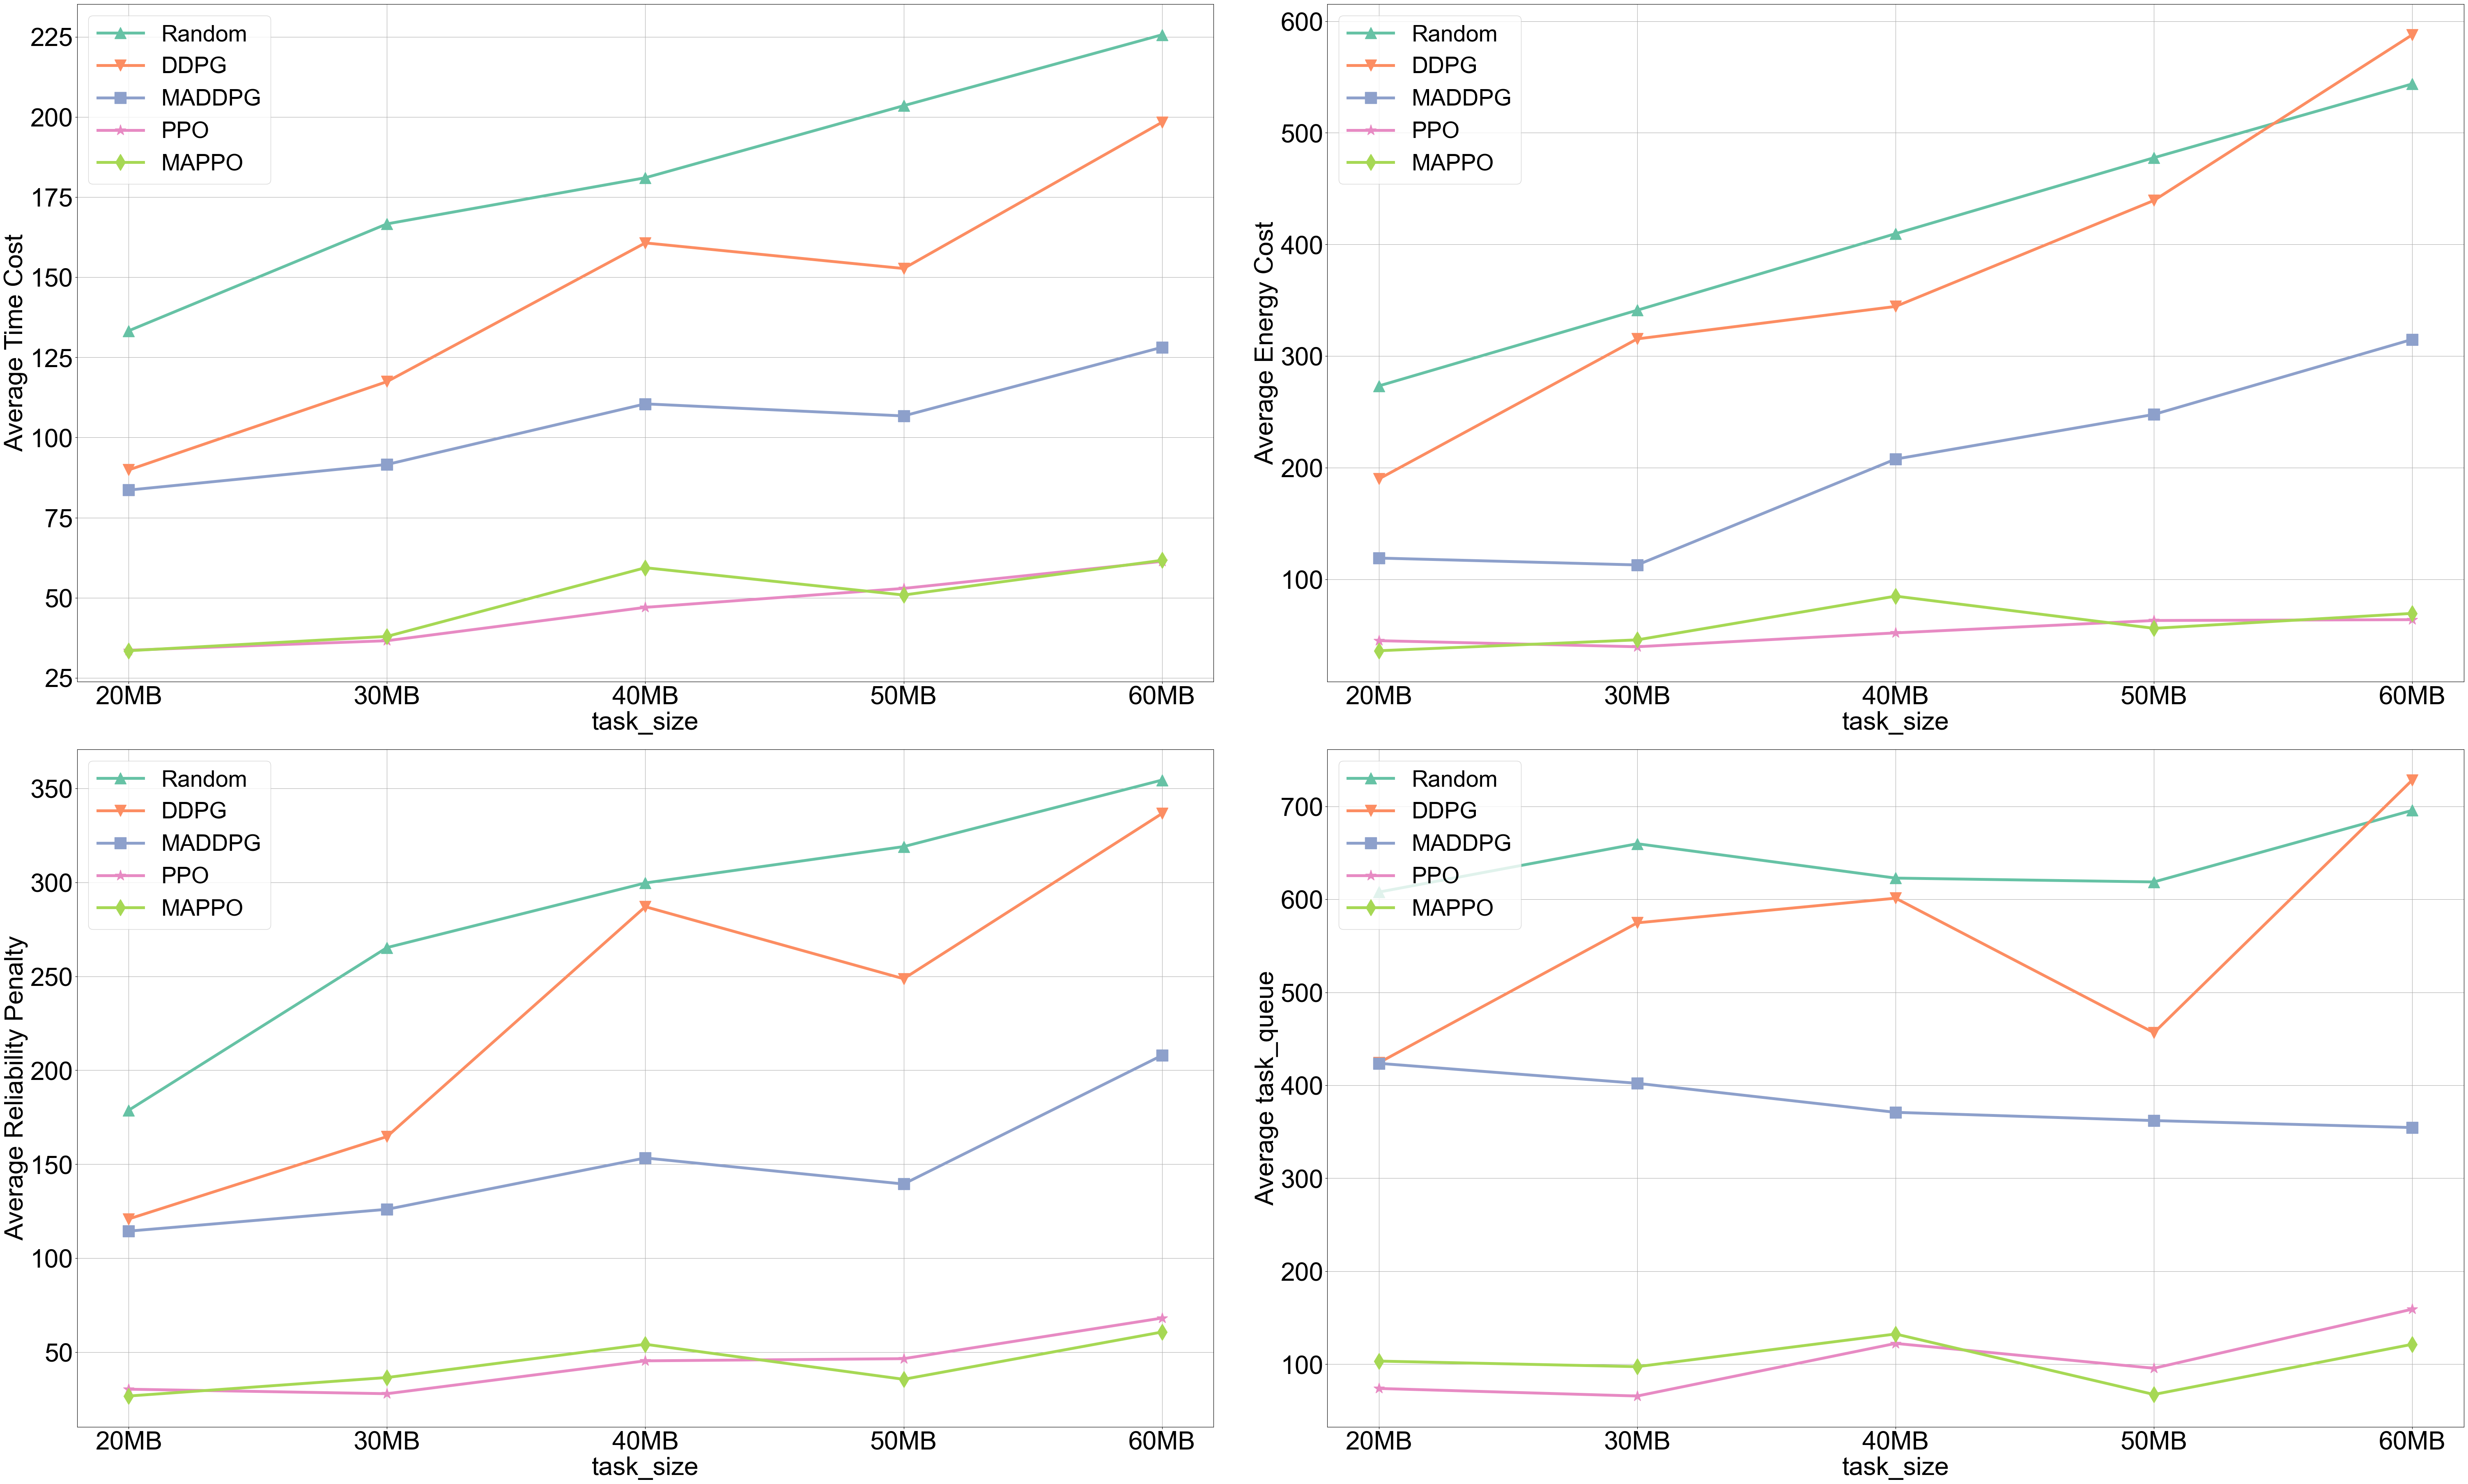 Random
DDPG
MADDPG
PPO
MAPPO
225
200
175
150
125
100
75
50
25
Average Time Cost
20MB 30MB 40MB 50MB 60MB
task_size
Random
DDPG
MADDPG
PPO
MAPPO
600
500
400
300
200
100
Average Energy Cost
20MB 30MB 40MB 50MB 60MB
task_size
Random
DDPG
MADDPG
PPO
MAPPO
350
300
250
200
150
100
50
Average Reliability Penalty
20MB 30MB 40MB 50MB 60MB
task_size
Random
DDPG
MADDPG
PPO
MAPPO
700
600
500
400
300
200
100
Average task_queue
20MB 30MB 40MB 50MB 60MB
task_size